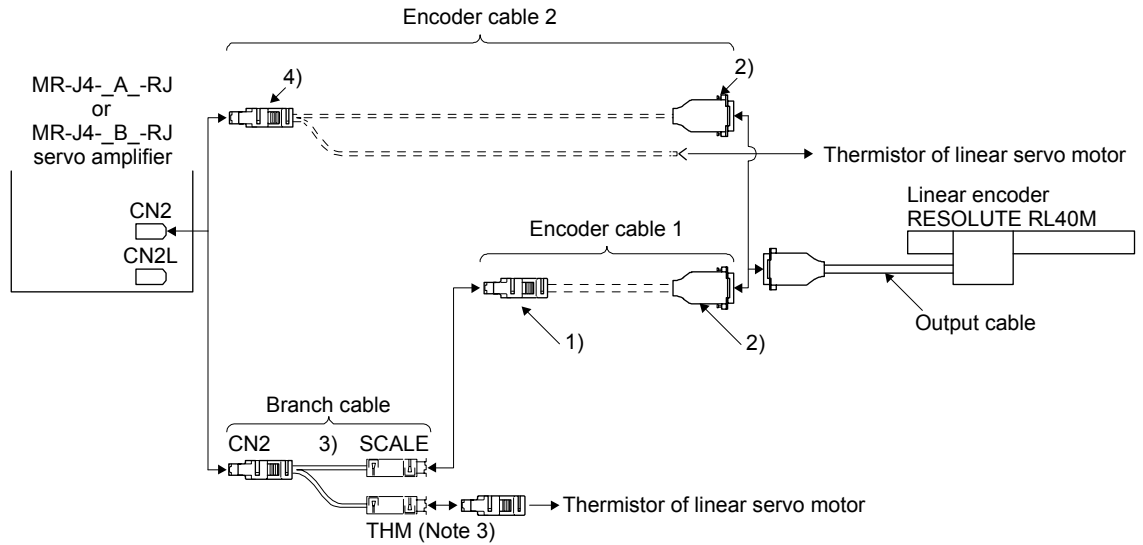 Encoder cable 2
MR-J4-_A_-RJ
or
MR-J4-_B_-RJ
servo amplifier
4)
2)
Thermistor of linear servo motor
CN2
CN2L
Encoder cable 1
Linear encoder
RESOLUTE RL40M
1)
2)
Output cable
Branch cable
CN2 3) SCALE
THM (Note 3)
Thermistor of linear servo motor